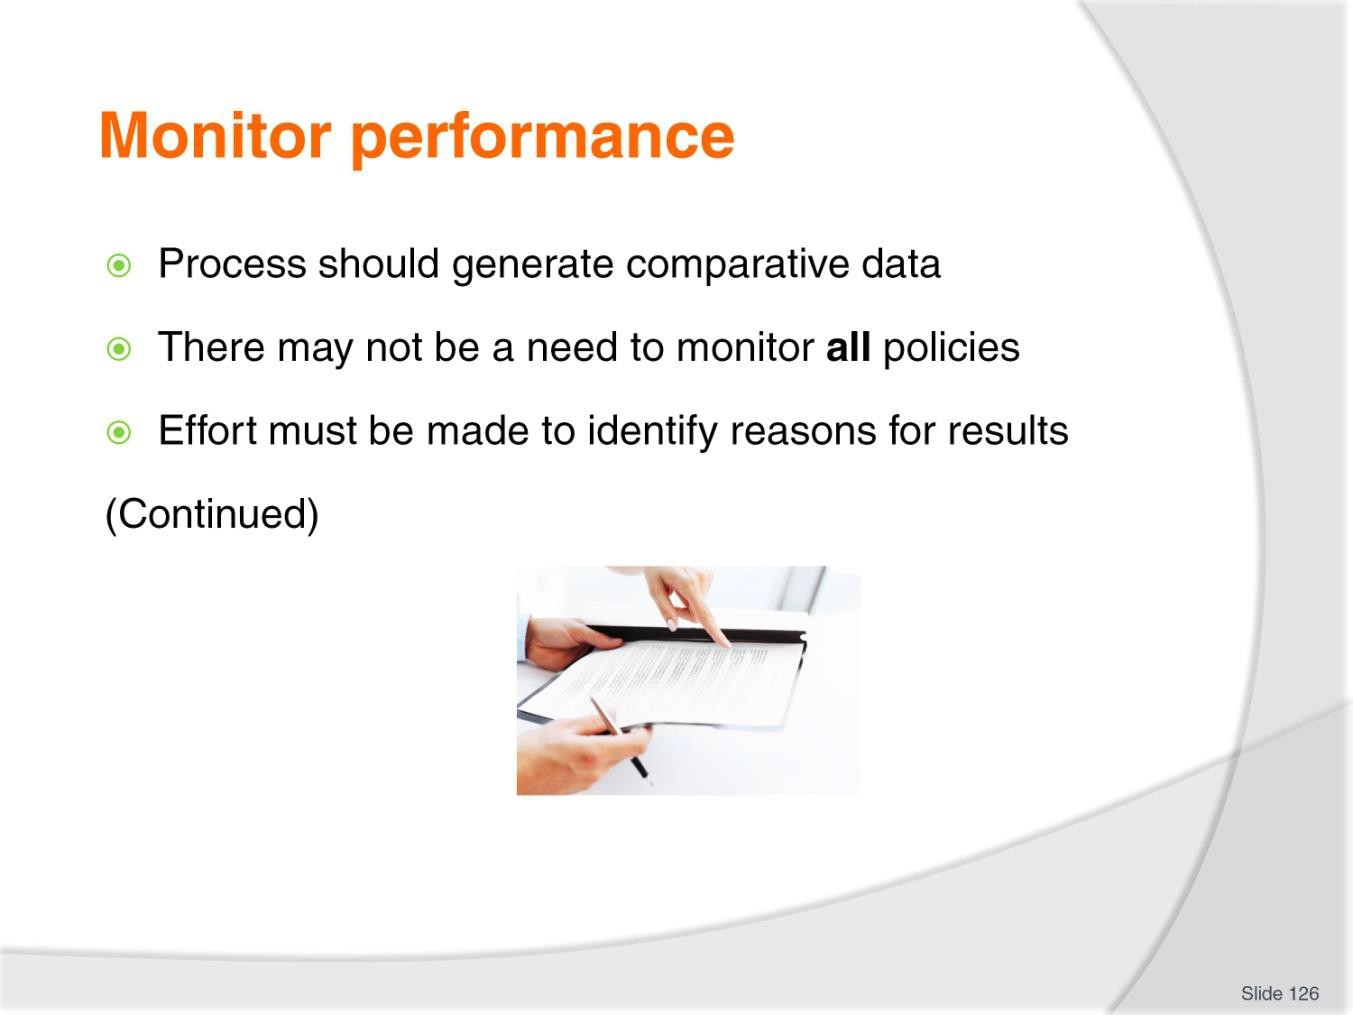 Monitor performance
Process should generate comparative data
There may not be a need to monitor all policies
Effort must be made to identify reasons for results
(Continued)
Slide 126